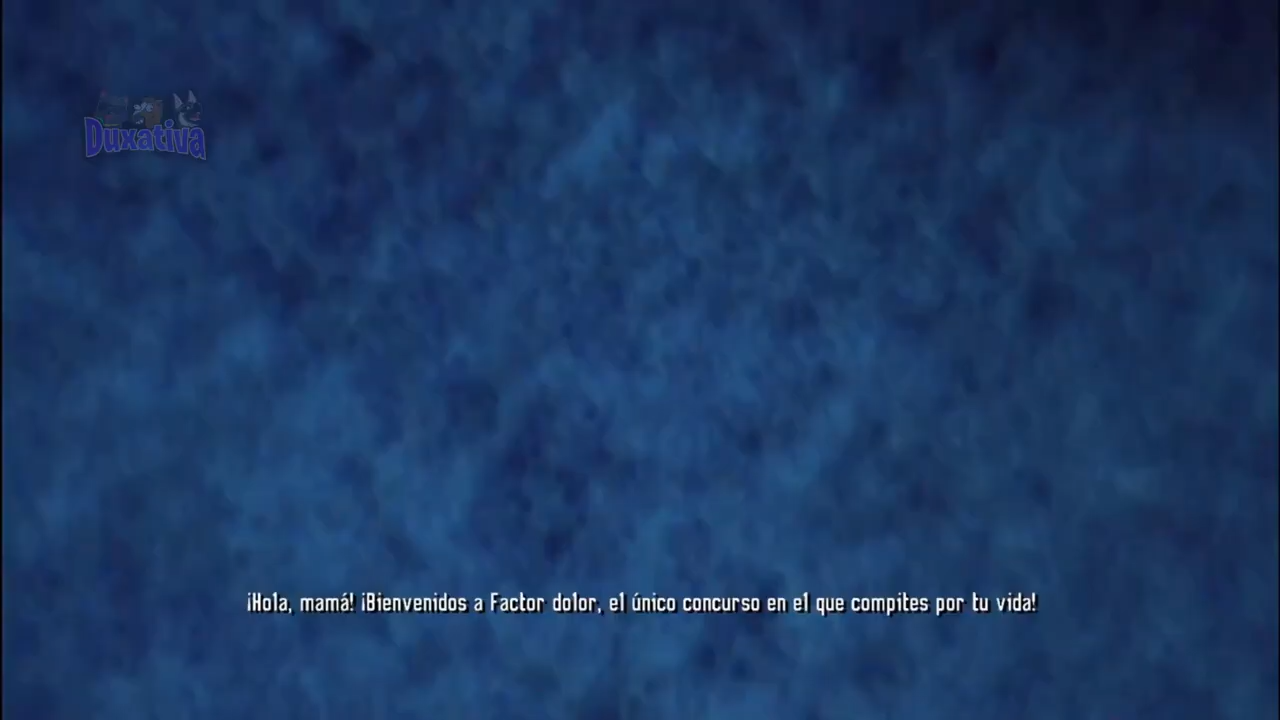 Duxativa
¡Hola, mamá! ¡Bienvenidos a Factor dolor, el único concurso en el que compites por tu vida!